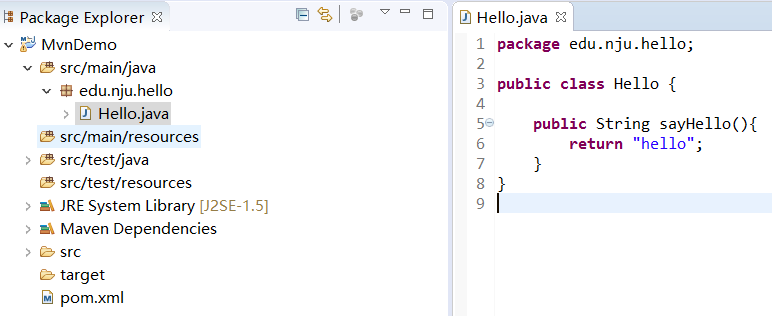 Package Explorer
MvnDemo
src/main/java
edu.nju.hello
Hello.java
src/main/resources
src/test/java
src/test/resources
JRE System Library [J2SE-1.5]
Maven Dependencies
src
target
pom.xml
Hello.java
1 package edu.nju.hello;
2
3 public class Hello {
4
5 public String sayHello(){
6 return "hello";
7 }
8 }
9